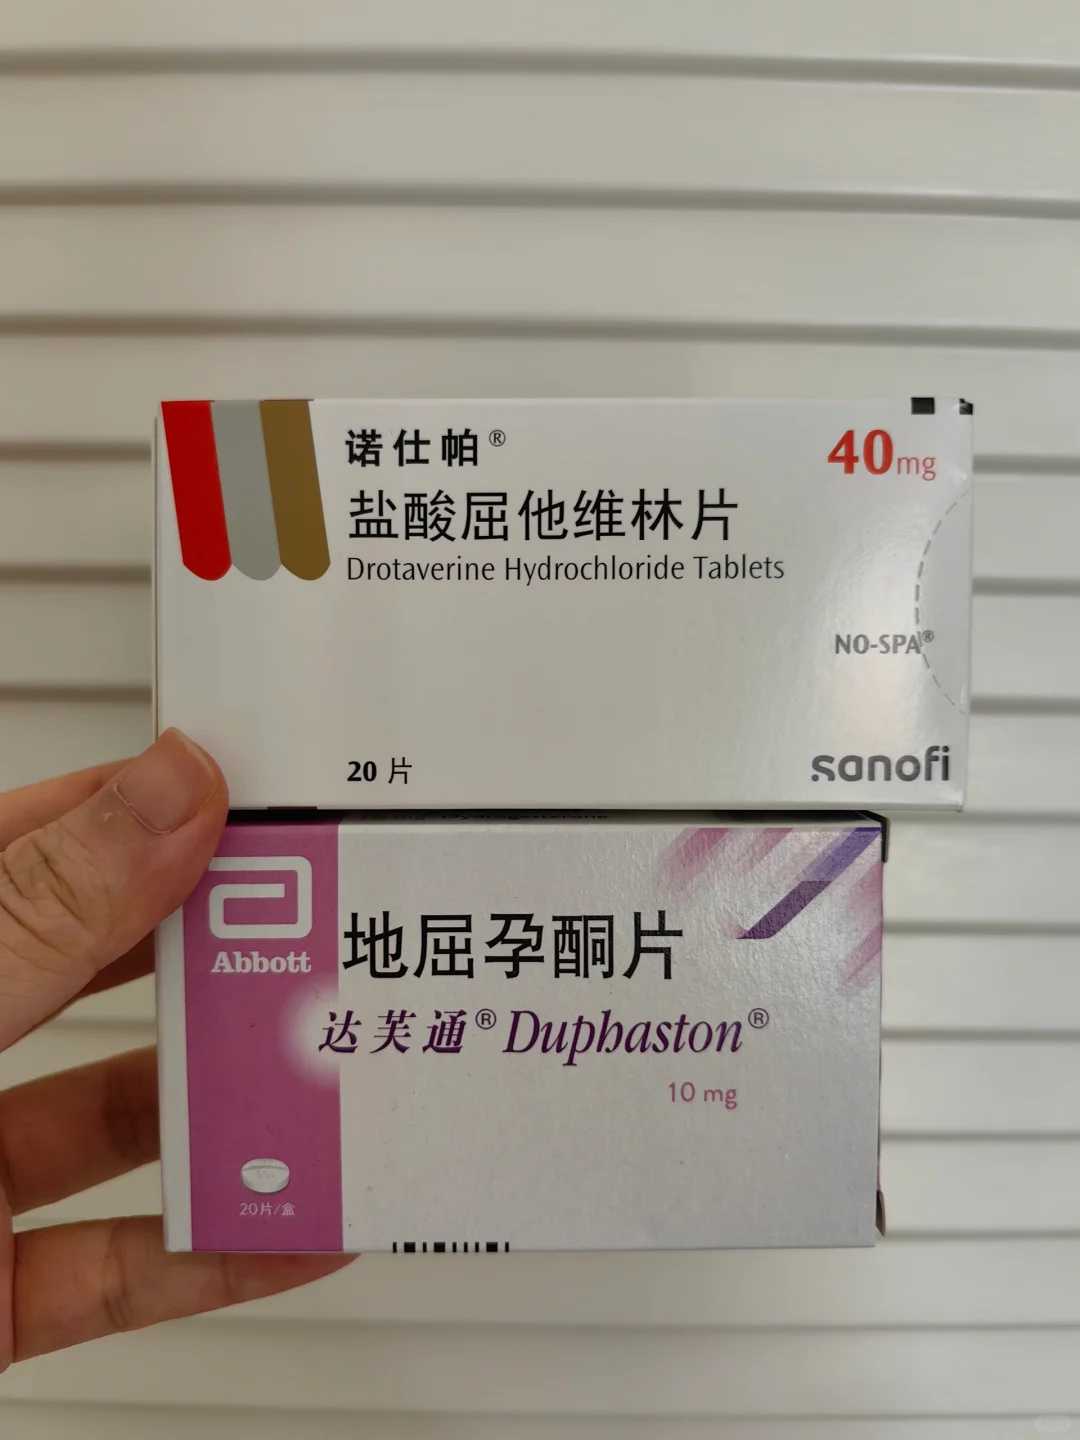 诺仕帕®
40mg
盐酸屈他维林片
Drotaverine Hydrochloride Tablets
NO-SPA®
20 片
sanofi
Abbott
地屈孕酮片
达芙通® Duphaston®
10 mg
20片/盒